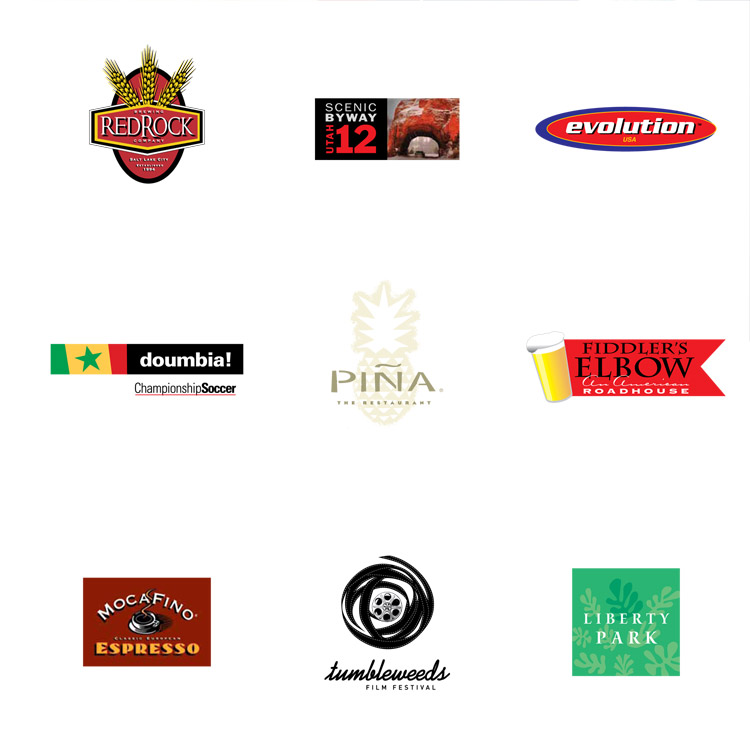 BREWING
REDROCK
COMPANY
SALT LAKE CITY
ESTABLISHED
1994
SCENIC
BYWAY
UTAH
12
evolution™
USA
doumbia!
ChampionshipSoccer
PIÑA®
THE RESTAURANT
FIDDLER'S
ELBOW
An American
ROADHOUSE
MOCAFINO®
CLASSIC EUROPEAN
ESPRESSO
tumbleweeds
FILM FESTIVAL
LIBERTY
PARK